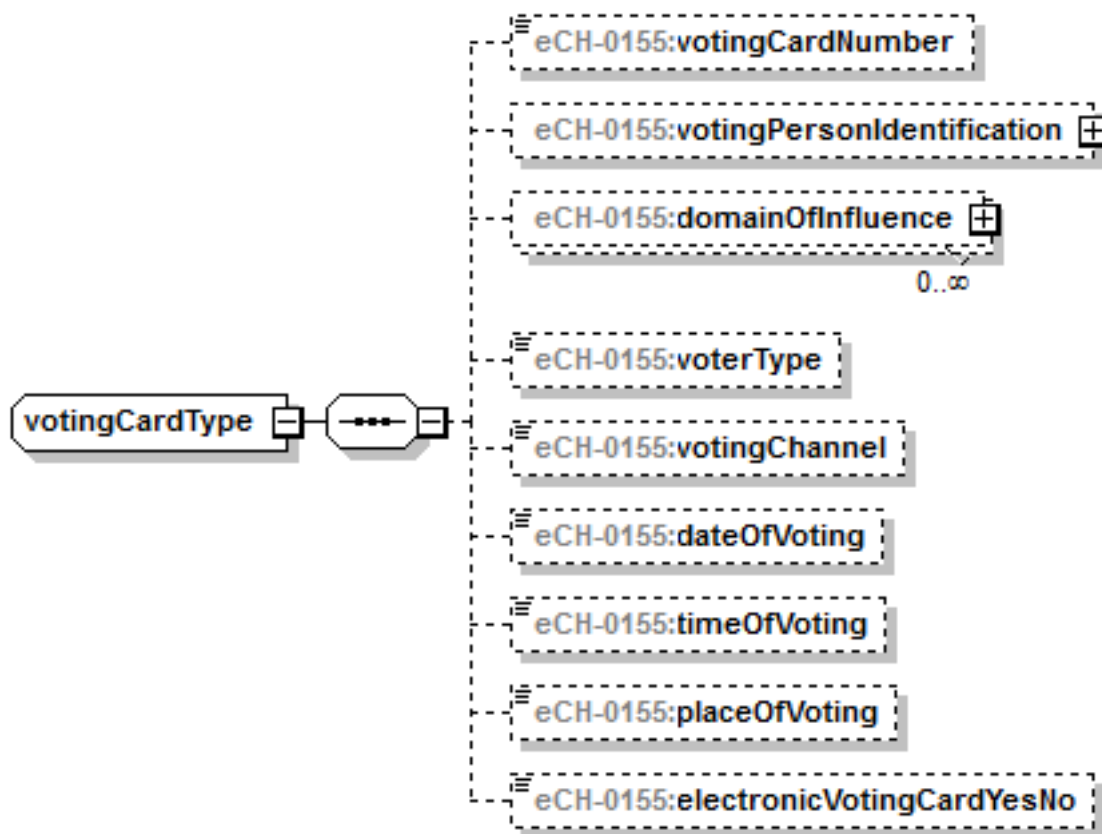 eCH-0155:votingCardNumber
eCH-0155:votingPersonIdentification
eCH-0155:domainOfInfluence
0..∞
eCH-0155:voterType
votingCardType
eCH-0155:votingChannel
eCH-0155:dateOfVoting
eCH-0155:timeOfVoting
eCH-0155:placeOfVoting
eCH-0155:electronicVotingCardYesNo